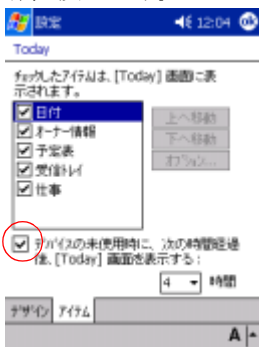 設定 12:04 ok
Today
ﾁｪｯｸしたｱｲﾃﾑは、[Today] 画面に表
示されます。
日付
ｵｰﾅｰ情報
予定表
受信ﾄﾚｲ
仕事
上へ移動
下へ移動
ｵﾌﾟｼｮﾝ...
ﾃﾞﾊﾞｲｽの未使用時に、次の時間経過
後、[Today] 画面を表示する:
4 時間
ﾃﾞｻﾞｲﾝ ｱｲﾃﾑ
A